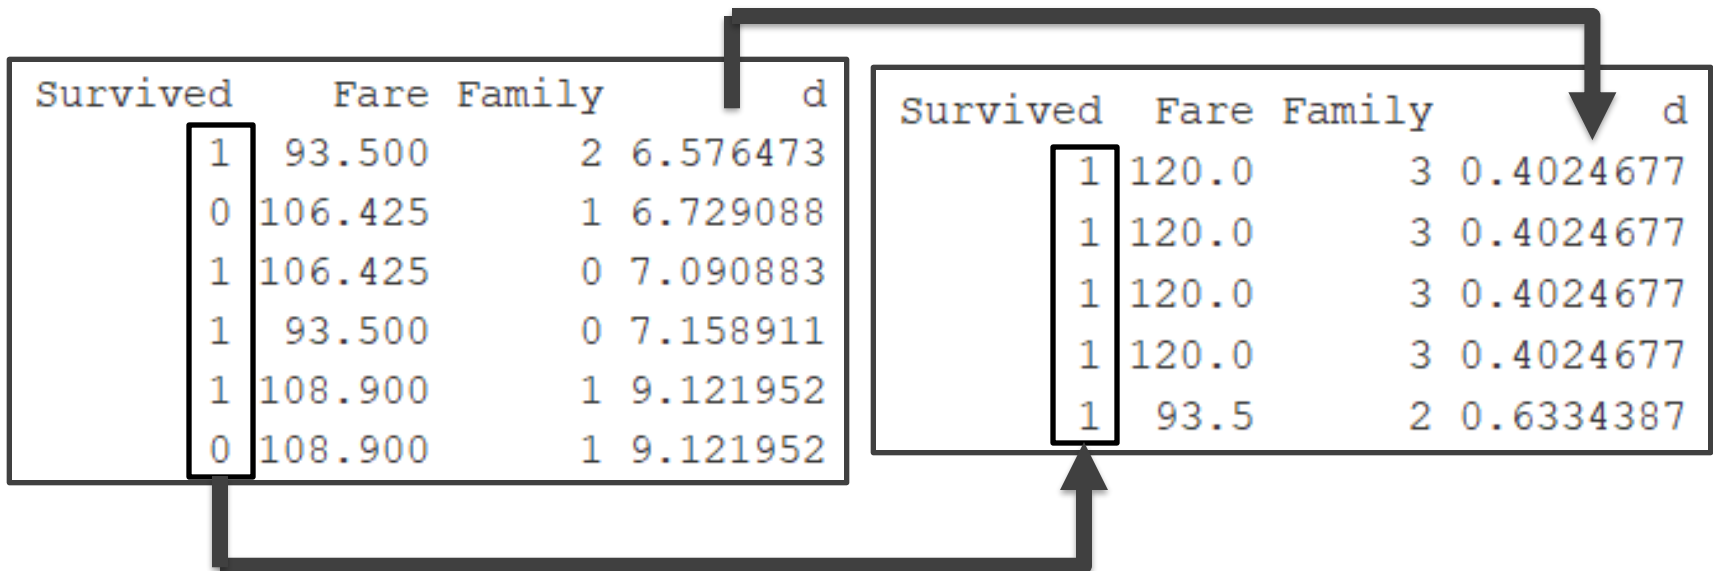 Survived Fare Family d
1 93.500 2 6.576473
0 106.425 1 6.729088
1 106.425 0 7.090883
1 93.500 0 7.158911
1 108.900 1 9.121952
0 108.900 1 9.121952
Survived Fare Family d
1 120.0 3 0.4024677
1 120.0 3 0.4024677
1 120.0 3 0.4024677
1 120.0 3 0.4024677
1 93.5 2 0.6334387